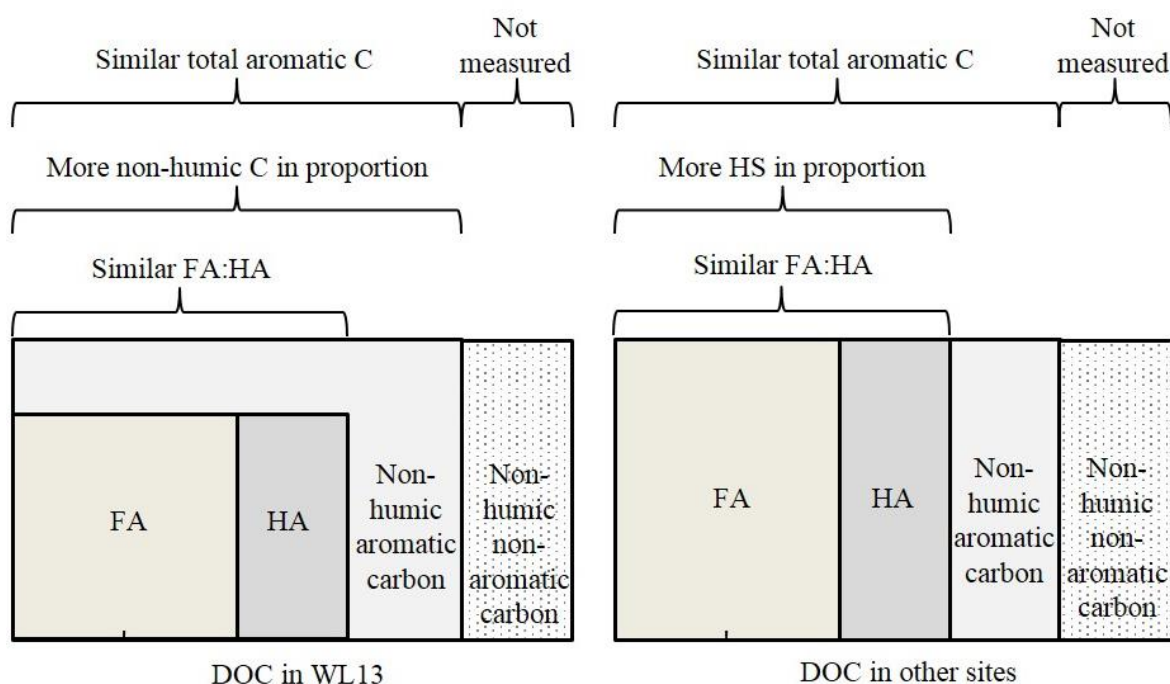 Similar total aromatic C
Not
measured
More non-humic C in proportion
Similar FA:HA
FA
HA
Non-
humic
aromatic
carbon
Non-
humic
non-
aromatic
carbon
DOC in WL13
Similar total aromatic C
Not
measured
More HS in proportion
Similar FA:HA
FA
HA
Non-
humic
aromatic
carbon
Non-
humic
non-
aromatic
carbon
DOC in other sites